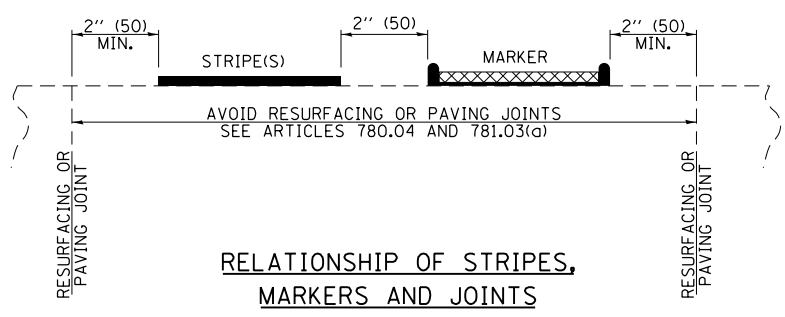 2" (50)
MIN.
STRIPE(S)
2" (50)
MARKER
2" (50)
MIN.
AVOID RESURFACING OR PAVING JOINTS
SEE ARTICLES 780.04 AND 781.03(a)
RESURFACING OR
PAVING JOINT
RESURFACING OR
PAVING JOINT
RELATIONSHIP OF STRIPES,
MARKERS AND JOINTS